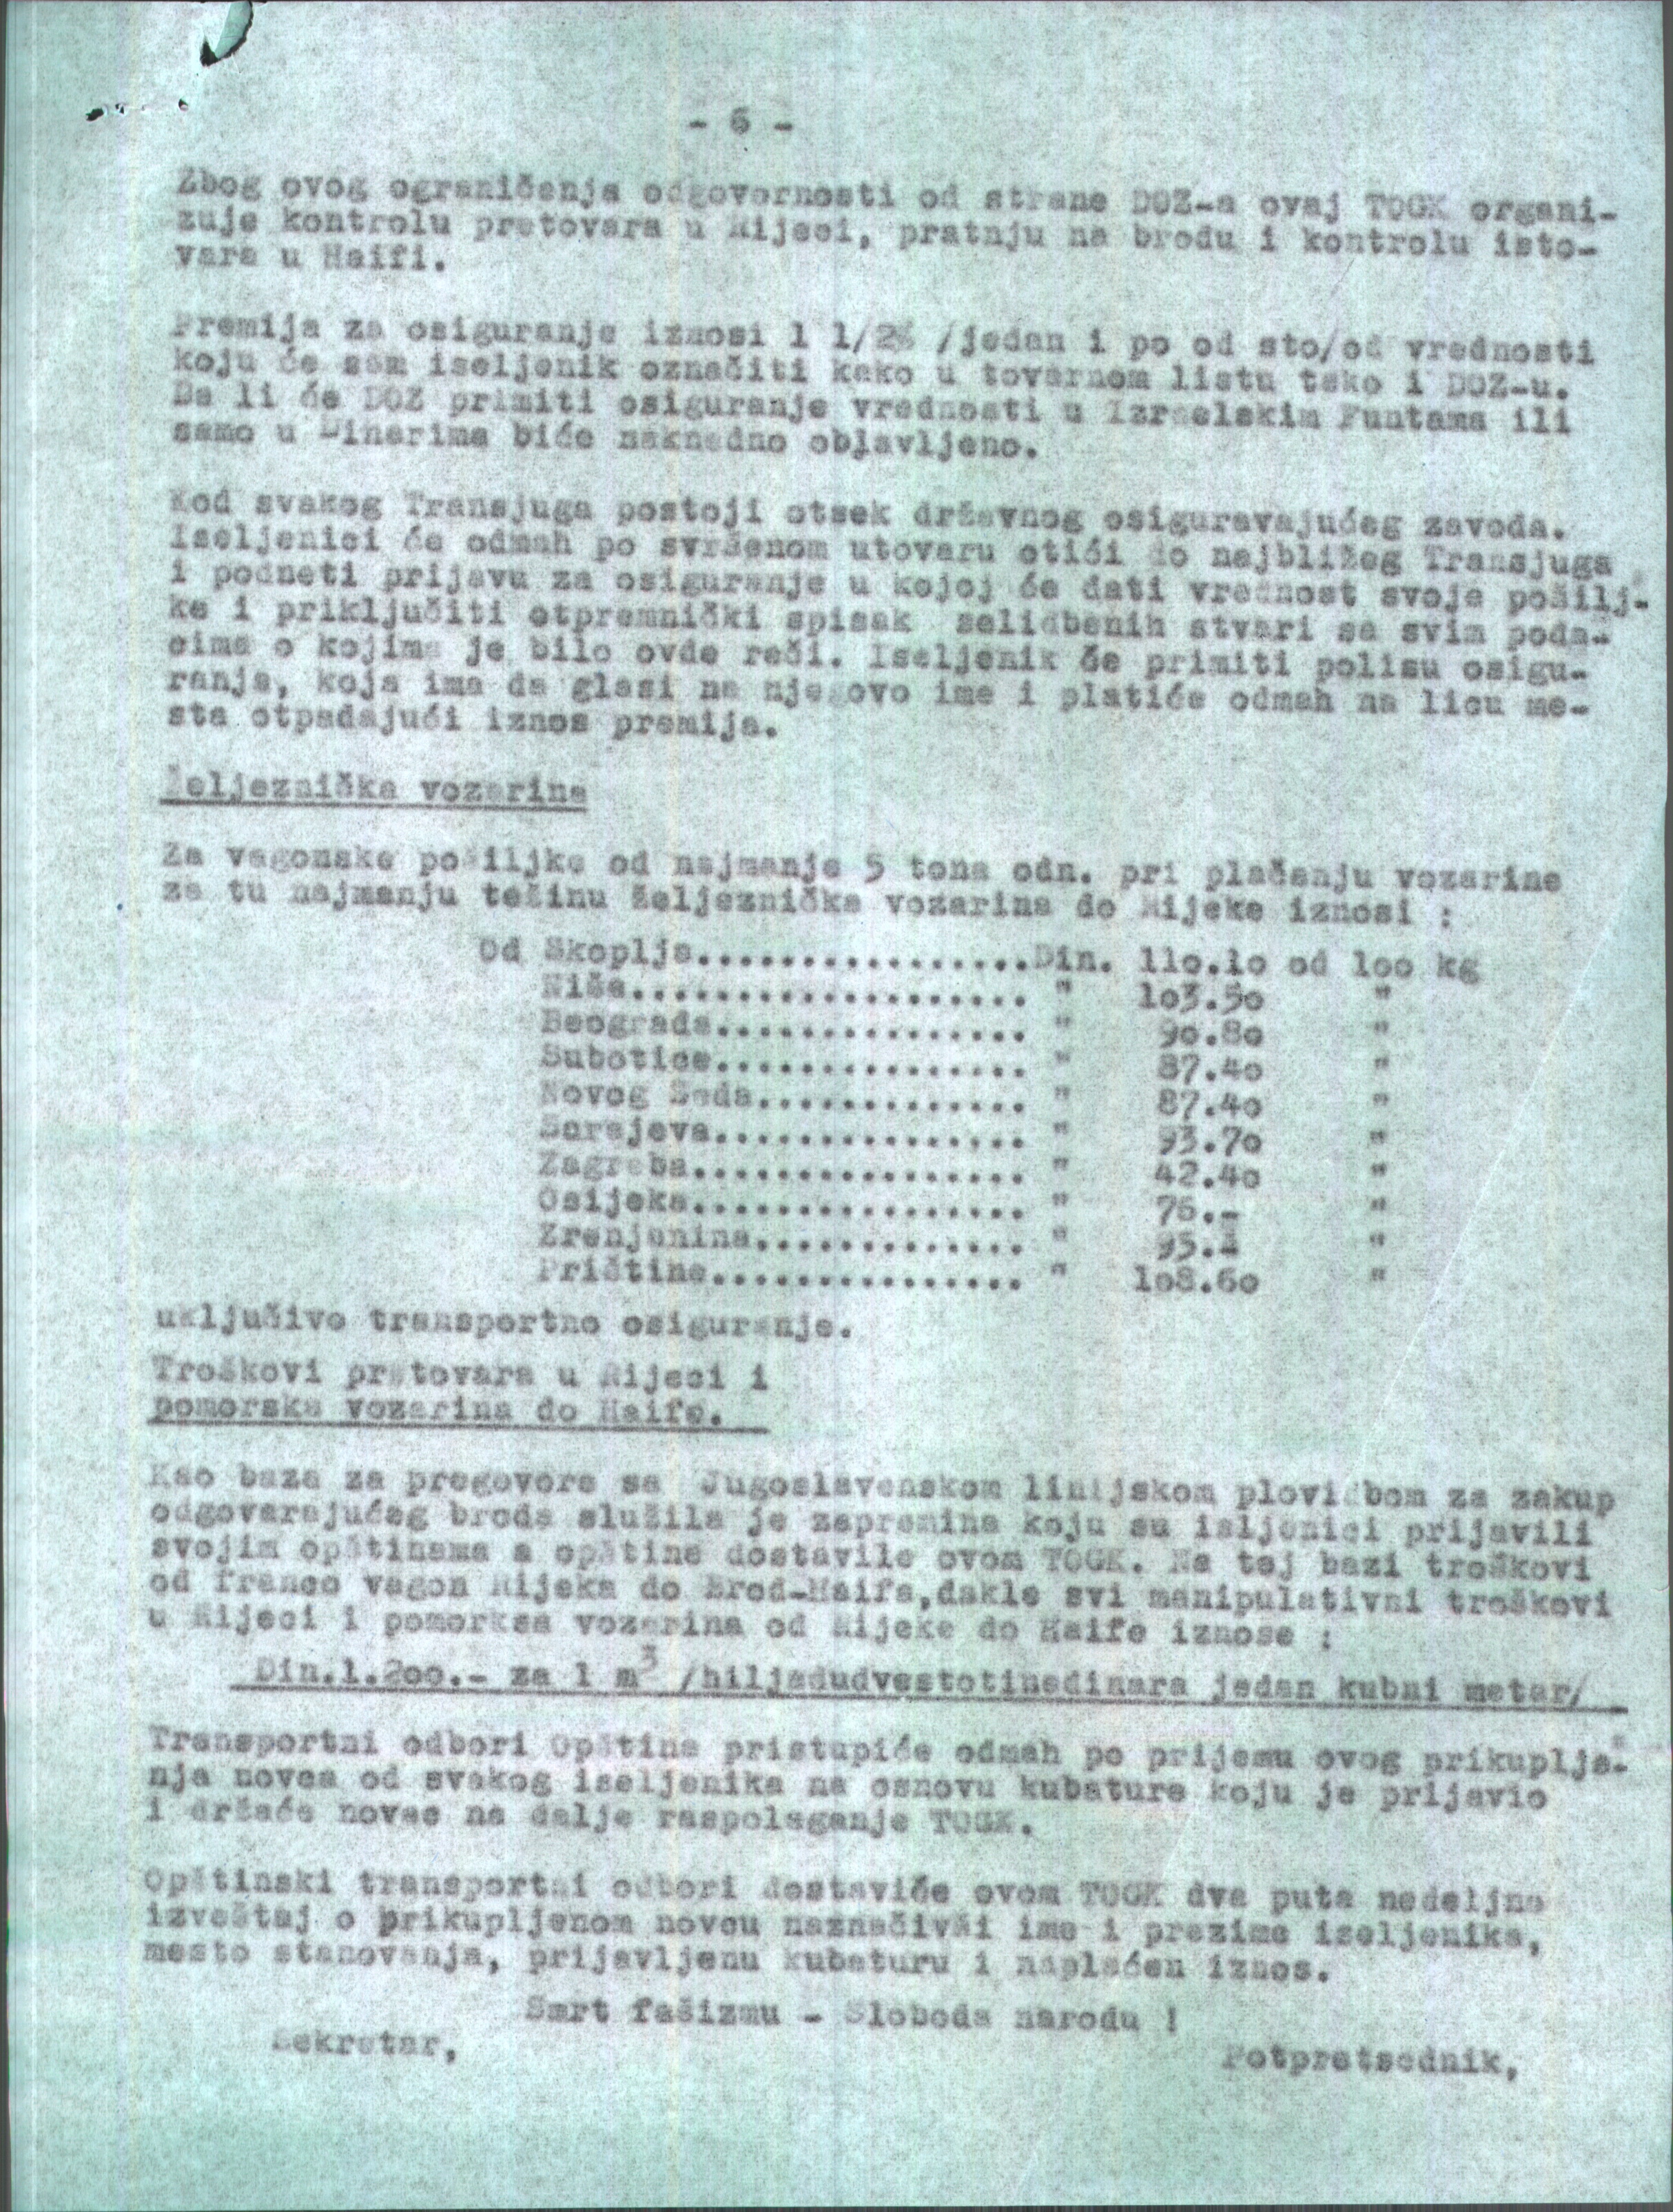 - 6 -
Zbog ovog ograničenja odgovornosti od strane DOZ-a ovaj TOGK organi-
zuje kontrolu pretovara u Rijeci, pratnju na brodu i kontrolu isto-
vara u Haifi.
Premija za osiguranje iznosi 1 1/2% /jedan i po od sto/od vrednosti
koju će sam iseljenik označiti kako u tovarnom listu tako i DOZ-u.
Da li će DOZ primiti osiguranje vrednosti u Izraelskim Funtama ili
samo u Dinarima biće naknadno objavljeno.
Kod svakog Transjuga postoji otsek državnog osiguravajućeg zavoda.
Iseljenici će odmah po svršenom utovaru otići do najbližeg Transjuga
i podneti prijavu za osiguranje u kojoj će dati vrednost svoje pošilj-
ke i priključiti otpremnički spisak selidbenih stvari sa svim poda-
cima o kojima je bilo ovde reči. Iseljenik će primiti polisu osigu-
ranja, koja ima da glasi na njegovo ime i platiće odmah na licu me-
sta otpadajući iznos premija.
Željeznička vozarina
Za vagonske pošiljke od najmanje 5 tona odn. pri plaćanju vozarine
za tu najmanju težinu željeznička vozarina do Rijeke iznosi :
Od Skoplja................Din. 110.10 od 100 kg
Niša................... " 103.50 "
Beograda............... " 90.80 "
Subotice............... " 87.40 "
Novog Sada............. " 87.40 "
Sarajeva............... " 93.70 "
Zagreba................ " 42.40 "
Osijeka................ " 76.- "
Zrenjanina............. " 95.- "
Prištine............... " 108.60 "
uključivo transportno osiguranje.
Troškovi pretovara u Rijeci i
pomorska vozarina do Haife.
Kao baza za pregovore sa Jugoslavenskom linijskom plovidbom za zakup
odgovarajućeg broda služila je zapremina koju su isljenici prijavili
svojim opštinama a opštine dostavile ovom TOGK. Na toj bazi troškovi
od franco vagon Rijeka do Brod-Haifa,dakle svi manipulativni troškovi
u Rijeci i pomorksa vozarina od Rijeke do Haife iznose :
Din.1.200.- za 1 m3 /hiljadudvestotinedinara jedan kubni metar/
Transportni odbori Opština pristupiće odmah po prijemu ovog prikuplja-
nja novca od svakog iseljenika na osnovu kubature koju je prijavio
i držaće novac na dalje raspolaganje TOGK.
Opštinski transportni odbori dostaviće ovom TOGK dva puta nedeljno
izveštaj o prikupljenom novcu naznačivši ime i prezime iseljenika,
mesto stanovanja, prijavljenu kubaturu i naplaćen iznos.
Smrt fašizmu - Sloboda narodu !
Sekretar,
Potpretsednik,